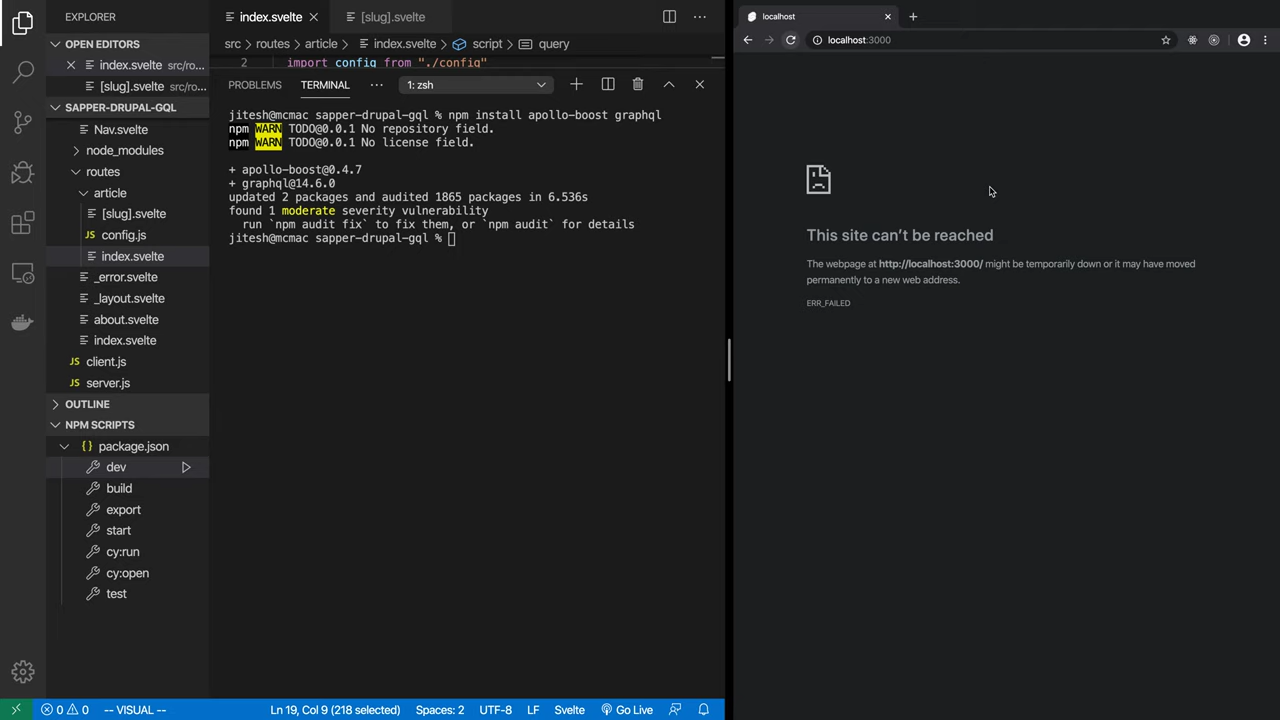 EXPLORER
OPEN EDITORS
index.svelte src/ro...
[slug].svelte src/ro...
SAPPER-DRUPAL-GQL
Nav.svelte
node_modules
routes
article
[slug].svelte
JS config.js
index.svelte
_error.svelte
_layout.svelte
about.svelte
index.svelte
JS client.js
JS server.js
OUTLINE
NPM SCRIPTS
{ } package.json
dev
build
export
start
cy:run
cy:open
test
index.svelte
[slug].svelte
src > routes > article > index.svelte > script > query
2 import config from "./config"
PROBLEMS TERMINAL ... 1: zsh
jitesh@mcmac sapper-drupal-gql % npm install apollo-boost graphql
npm WARN TODO@0.0.1 No repository field.
npm WARN TODO@0.0.1 No license field.
+ apollo-boost@0.4.7
+ graphql@14.6.0
updated 2 packages and audited 1865 packages in 6.536s
found 1 moderate severity vulnerability
run `npm audit fix` to fix them, or `npm audit` for details
jitesh@mcmac sapper-drupal-gql %
0 0 -- VISUAL -- Ln 19, Col 9 (218 selected) Spaces: 2 UTF-8 LF Svelte Go Live
localhost
localhost:3000
This site can’t be reached
The webpage at http://localhost:3000/ might be temporarily down or it may have moved
permanently to a new web address.
ERR_FAILED